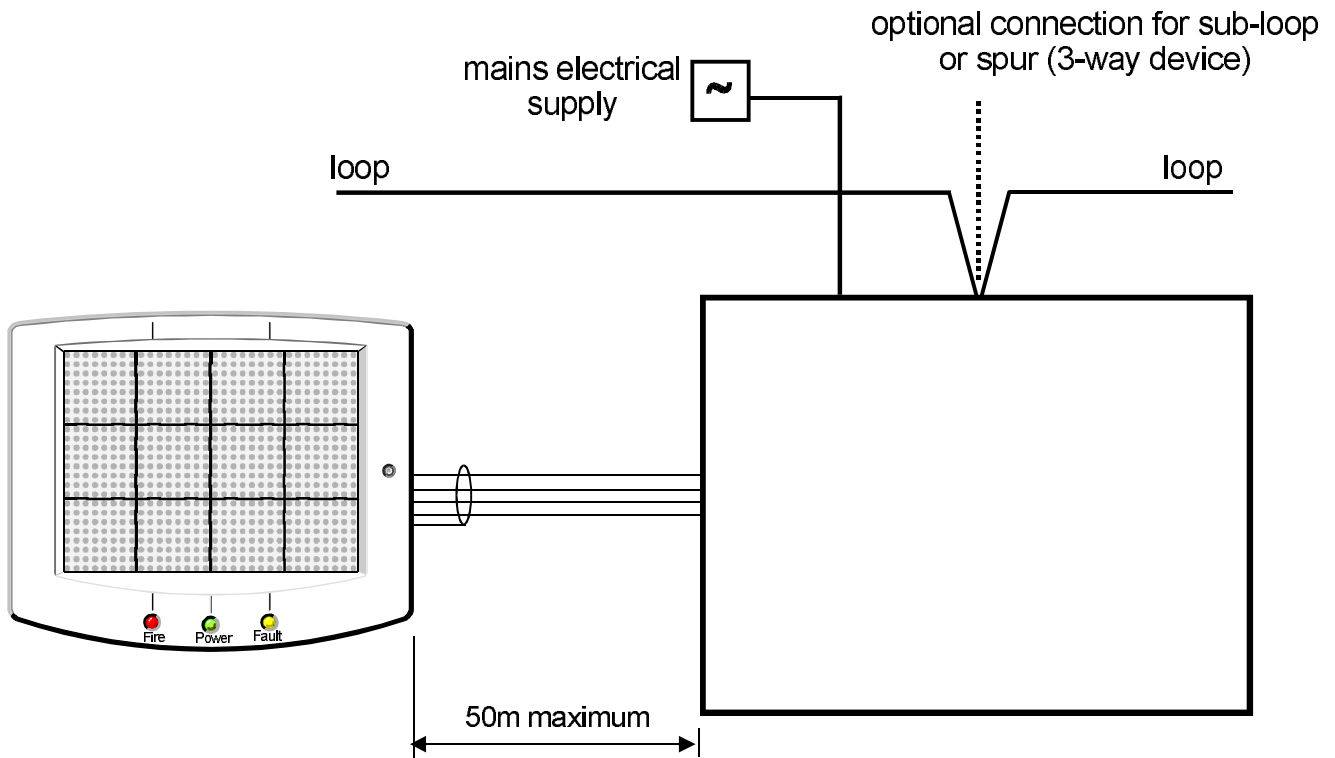 optional connection for sub-loop
or spur (3-way device)
mains electrical
supply
~
loop
loop
Fire
Power
Fault
50m maximum